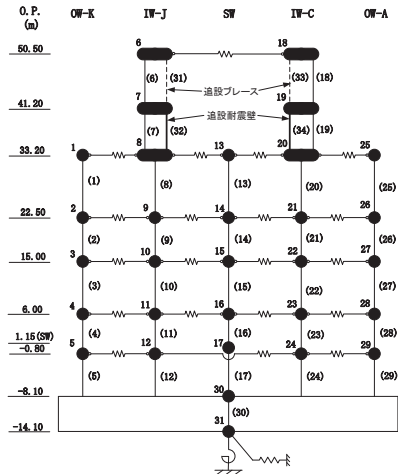 O.P. OW-K IW-J SW IW-C OW-A
(m)
50.50 6 18
(6) (31) (33) (18)
追設ブレース
41.20 7 19
追設耐震壁
(7) (32) (34) (19)
33.20 1 8 13 20 25
(1) (8) (13) (20) (25)
22.50 2 9 14 21 26
(2) (9) (14) (21) (26)
15.00 3 10 15 22 27
(3) (10) (15) (22) (27)
6.00 4 11 16 23 28
1.15(SW) (4) (11) (16) (23) (28)
-0.80 5 12 17 24 29
(5) (12) (17) (24) (29)
-8.10 30
(30)
-14.10 31